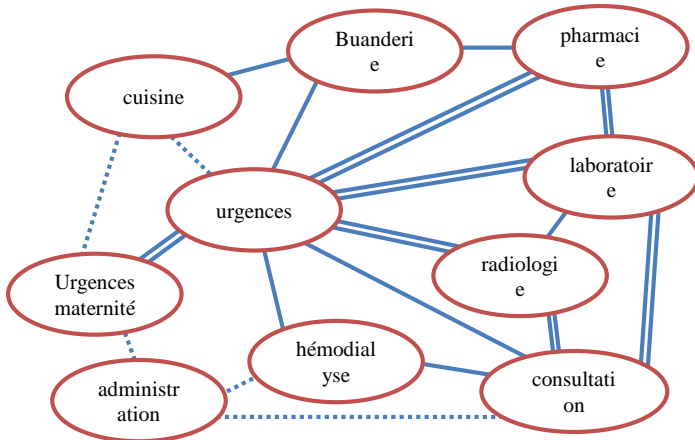 Buanderi
e
pharmaci
e
cuisine
laboratoir
e
urgences
radiologi
e
Urgences
maternité
hémodial
yse
administr
ation
consultati
on